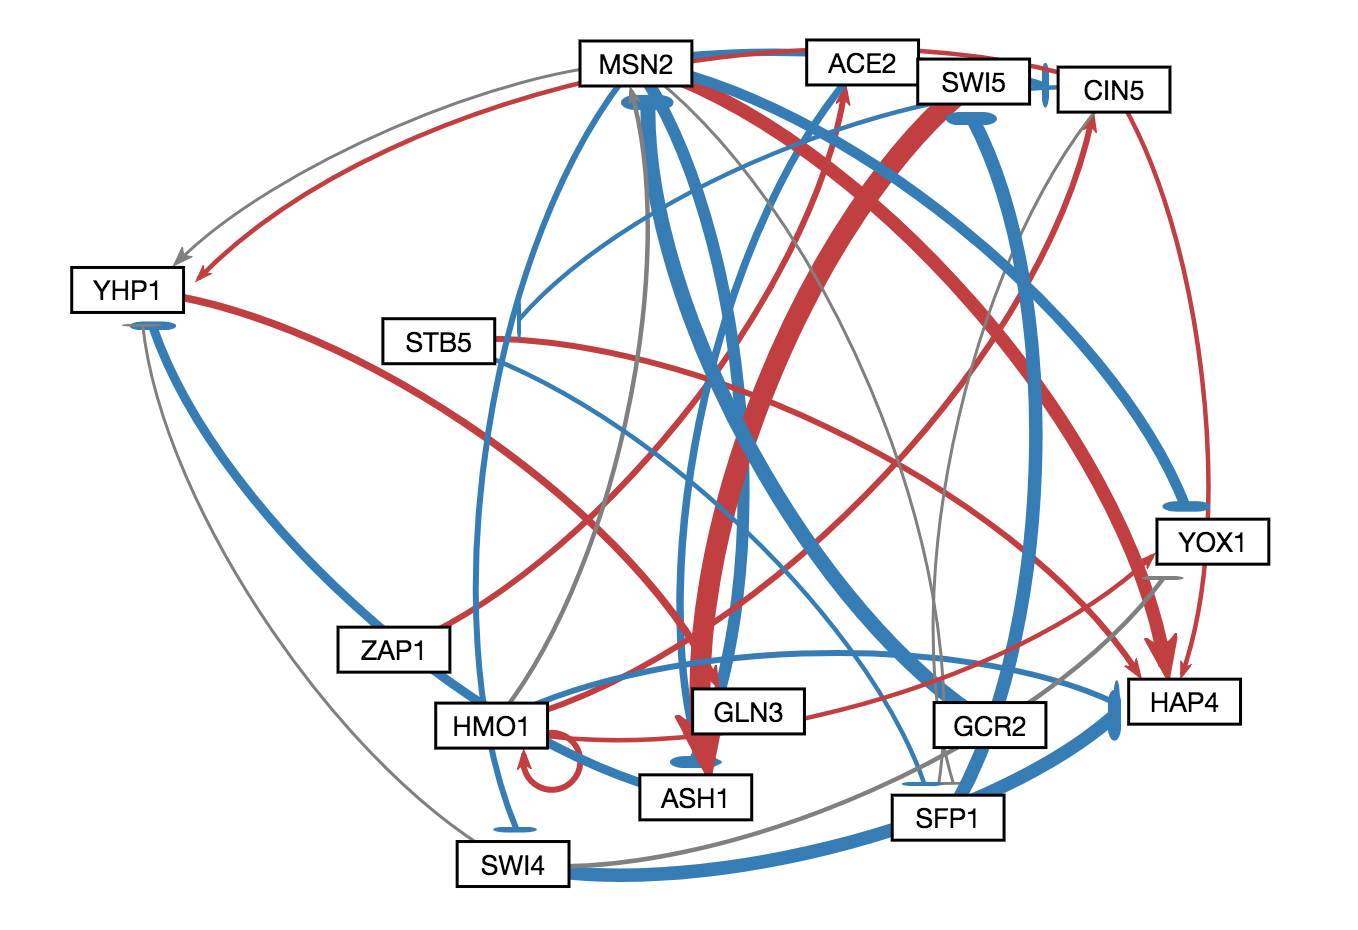 MSN2
ACE2
SWI5
CIN5
YHP1
STB5
YOX1
ZAP1
HMO1
GLN3
GCR2
HAP4
ASH1
SFP1
SWI4